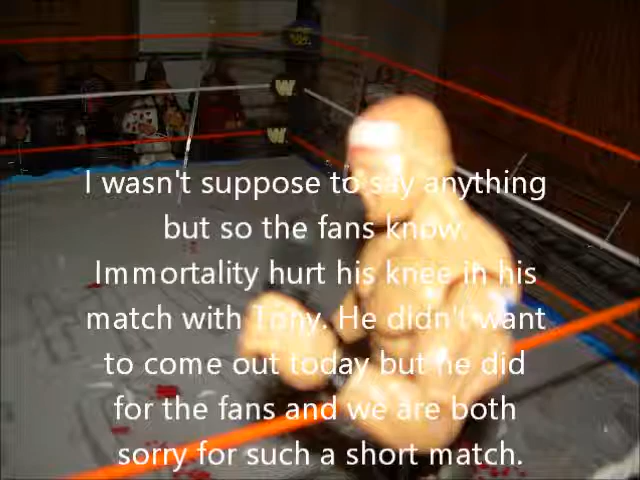 W
W
I wasn't suppose to say anything
but so the fans know.
Immortality hurt his knee in his
match with Tony. He didn't want
to come out today but he did
for the fans and we are both
sorry for such a short match.